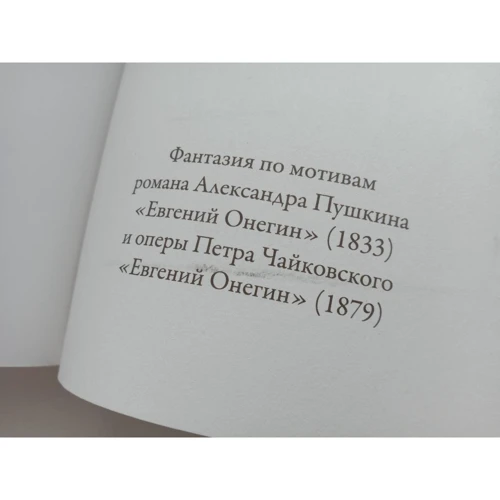 Фантазия по мотивам
романа Александра Пушкина
«Евгений Онегин» (1833)
и оперы Петра Чайковского
«Евгений Онегин» (1879)